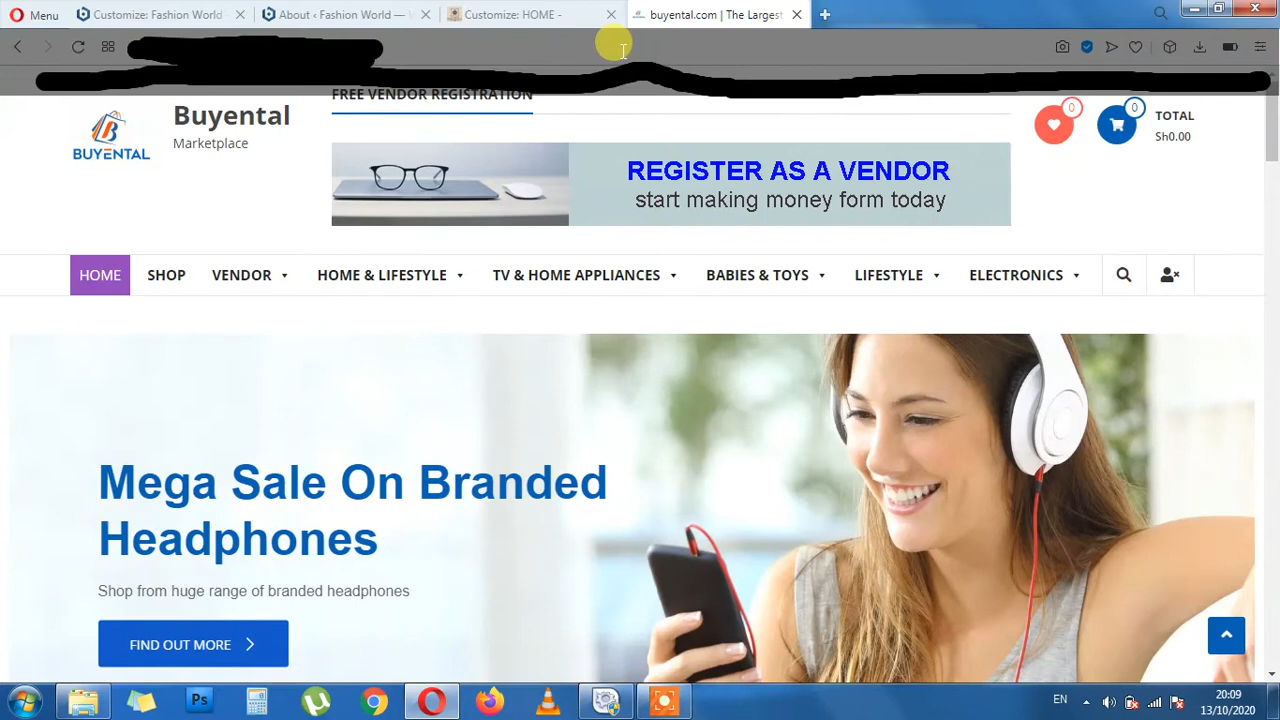 Menu
Customize: Fashion World
About ‹ Fashion World — W
Customize: HOME -
buyental.com | The Largest
FREE VENDOR REGISTRATION
BUYENTAL
Buyental
Marketplace
REGISTER AS A VENDOR
start making money form today
0
0
TOTAL
Sh0.00
HOME
SHOP
VENDOR
HOME & LIFESTYLE
TV & HOME APPLIANCES
BABIES & TOYS
LIFESTYLE
ELECTRONICS
Mega Sale On Branded
Headphones
Shop from huge range of branded headphones
FIND OUT MORE
Ps
EN
20:09
13/10/2020